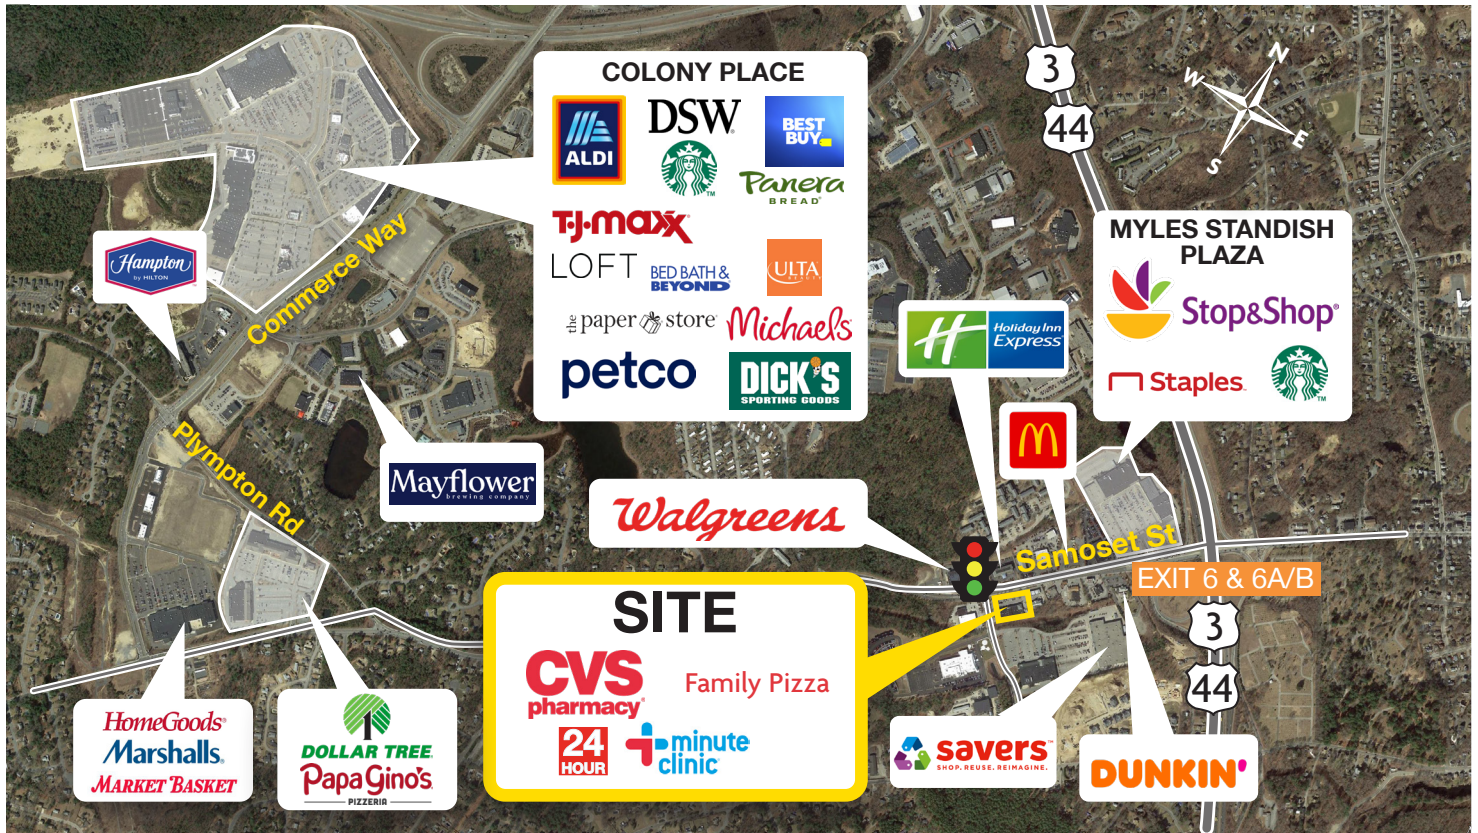 COLONY PLACE
ALDI
DSW
BEST
BUY
Panera
BREAD
T·J·maxx
LOFT
BED BATH &
BEYOND
ULTA
BEAUTY
the paper store
Michaels
petco
DICK'S
SPORTING GOODS
Hampton
by HILTON
Commerce Way
3
44
N
W
E
S
MYLES STANDISH
PLAZA
Stop&Shop
Staples
Holiday Inn
Express
Plympton Rd
Mayflower
brewing company
Walgreens
Samoset St
EXIT 6 & 6A/B
3
44
SITE
CVS
pharmacy
Family Pizza
24
HOUR
minute
clinic
HomeGoods
Marshalls
MARKET BASKET
DOLLAR TREE
Papa Gino's
PIZZERIA
savers
SHOP. REUSE. REIMAGINE.
DUNKIN'